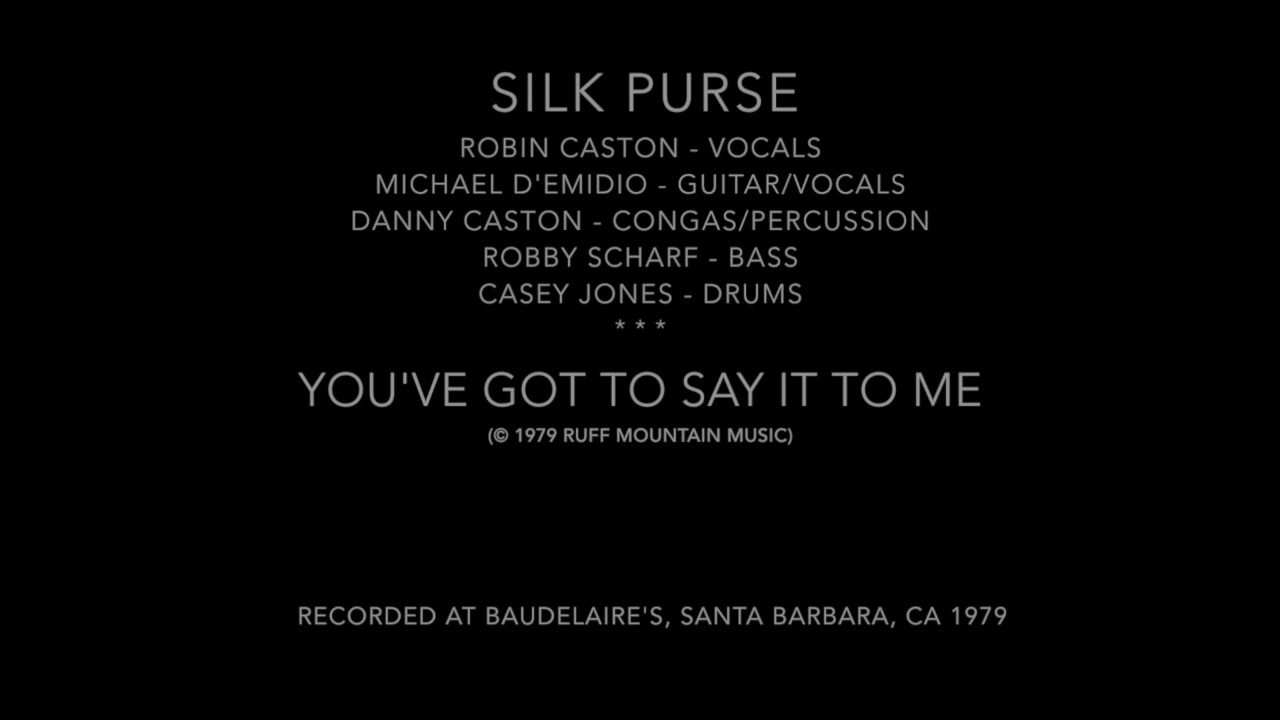 SILK PURSE
ROBIN CASTON - VOCALS
MICHAEL D'EMIDIO - GUITAR/VOCALS
DANNY CASTON - CONGAS/PERCUSSION
ROBBY SCHARF - BASS
CASEY JONES - DRUMS
* * *
YOU'VE GOT TO SAY IT TO ME
(© 1979 RUFF MOUNTAIN MUSIC)
RECORDED AT BAUDELAIRE'S, SANTA BARBARA, CA 1979